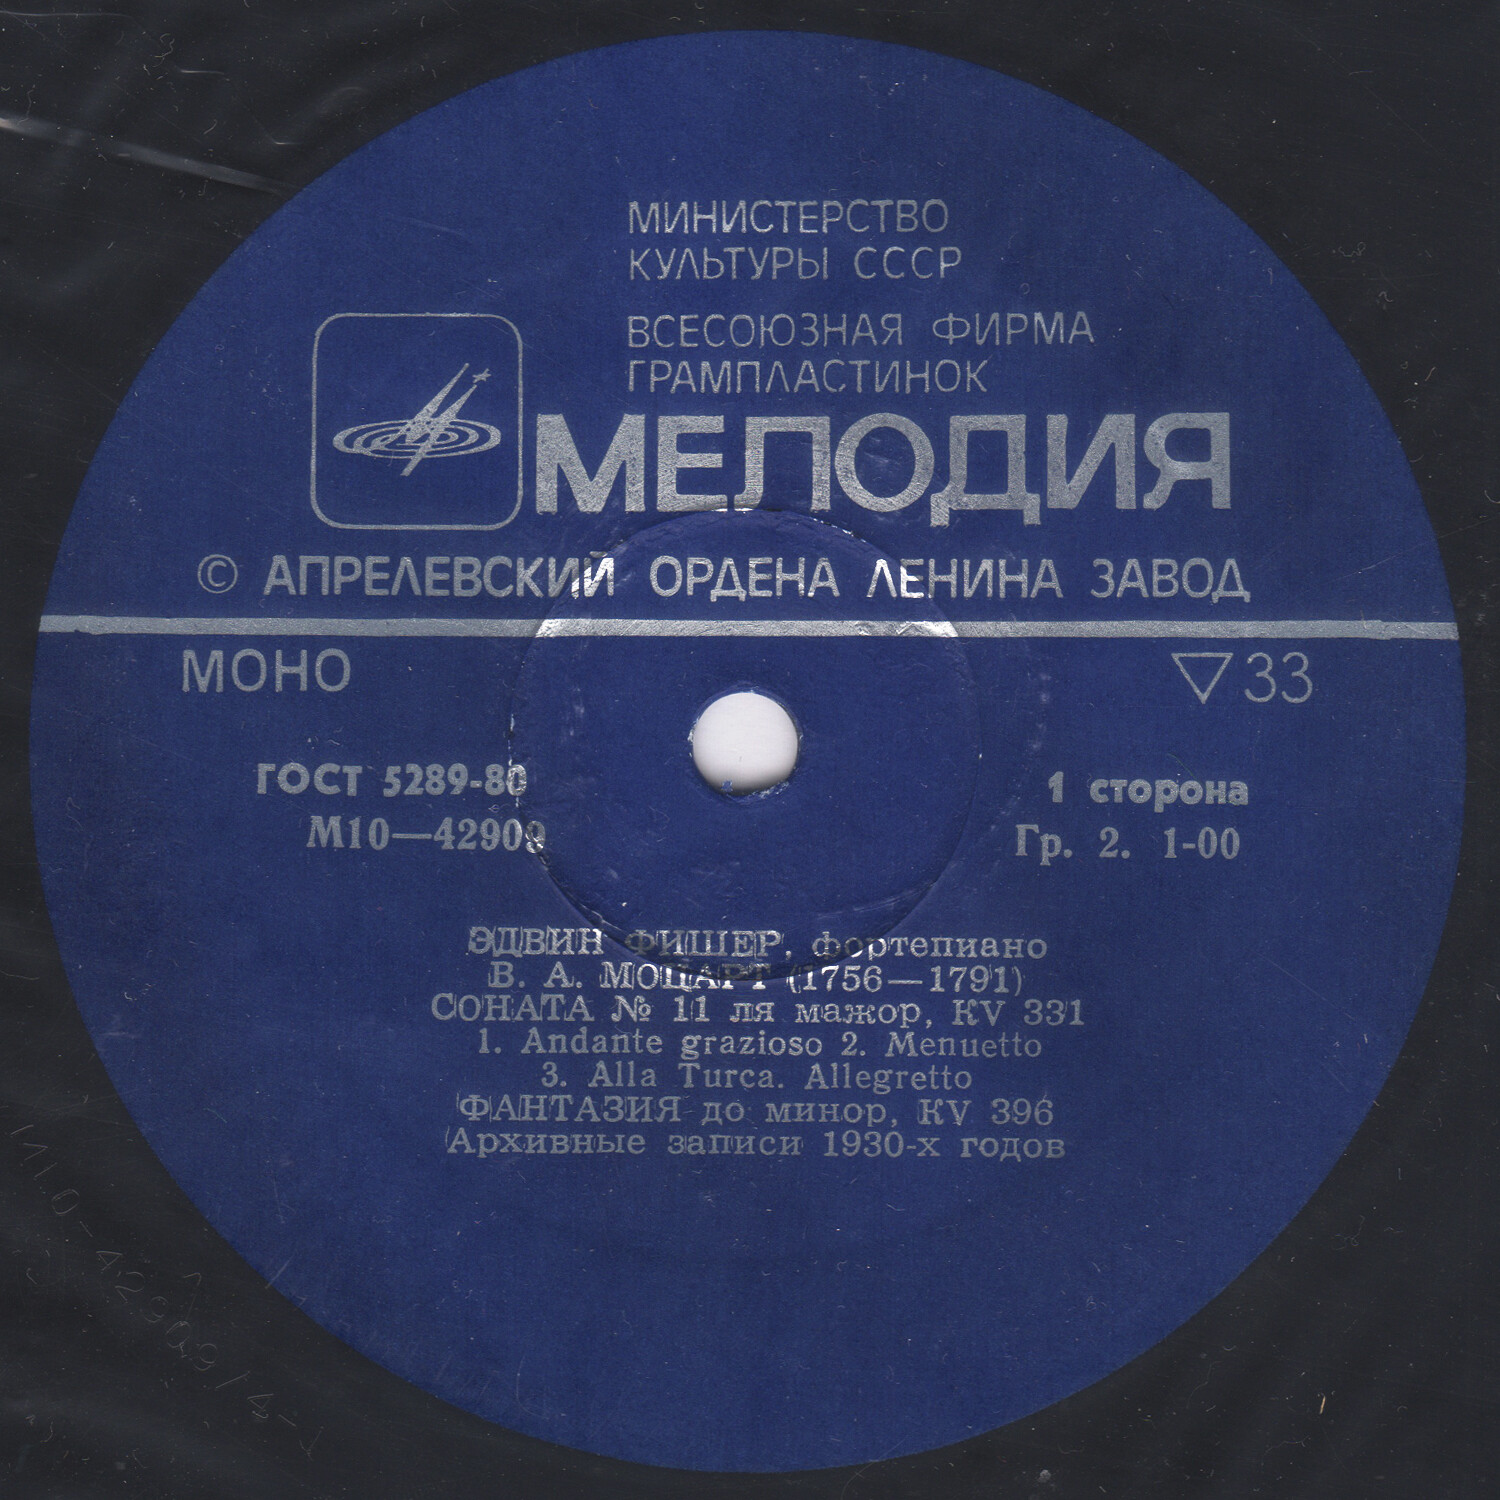 МИНИСТЕРСТВО
КУЛЬТУРЫ СССР
ВСЕСОЮЗНАЯ ФИРМА
ГРАМПЛАСТИНОК
МЕЛОДИЯ
© АПРЕЛЕВСКИЙ ОРДЕНА ЛЕНИНА ЗАВОД
МОНО
▽33
ГОСТ 5289-80
М10—42909
1 сторона
Гр. 2. 1-00
ЭДВИН ФИШЕР, фортепиано
В. А. МОЦАРТ (1756—1791)
СОНАТА № 11 ля мажор, KV 331
1. Andante grazioso 2. Menuetto
3. Alla Turca. Allegretto
ФАНТАЗИЯ до минор, KV 396
Архивные записи 1930-х годов